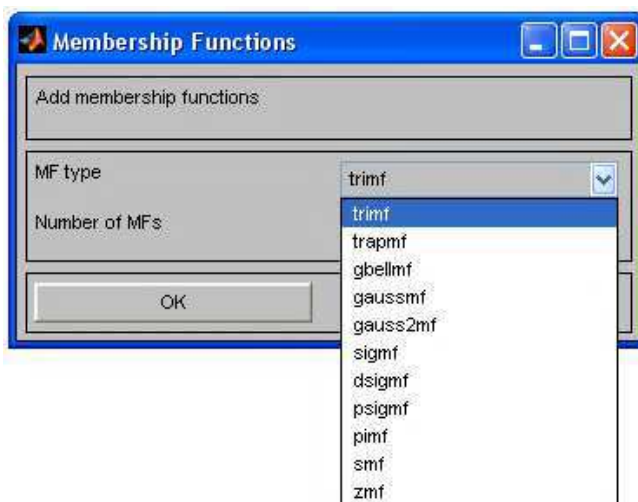 Membership Functions
Add membership functions
MF type
trimf
Number of MFs
OK
trimf
trapmf
gbellmf
gaussmf
gauss2mf
sigmf
dsigmf
psigmf
pimf
smf
zmf